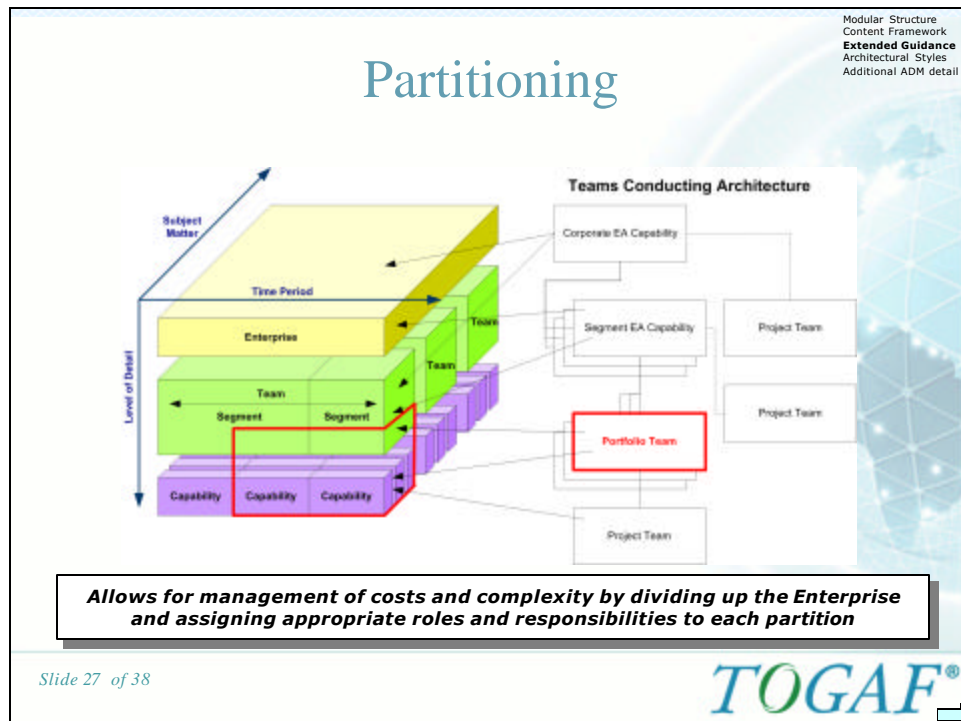 Modular Structure
Content Framework
Extended Guidance
Architectural Styles
Additional ADM detail
Partitioning
Teams Conducting Architecture
Subject
Matter
Time Period
Level of Detail
Enterprise
Team
Team
Team
Segment
Segment
Capability
Capability
Capability
Corporate EA Capability
Segment EA Capability
Project Team
Project Team
Portfolio Team
Project Team
Allows for management of costs and complexity by dividing up the Enterprise
and assigning appropriate roles and responsibilities to each partition
Slide 27 of 38
TOGAF®